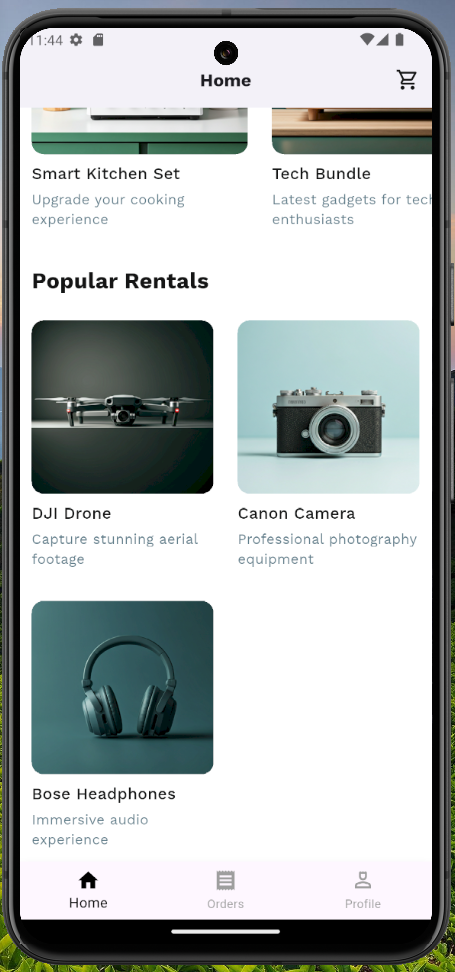 11:44
Home
Smart Kitchen Set
Upgrade your cooking
experience
Tech Bundle
Latest gadgets for tech
enthusiasts
Popular Rentals
DJI Drone
Capture stunning aerial
footage
Canon Camera
Professional photography
equipment
Bose Headphones
Immersive audio
experience
Home
Orders
Profile